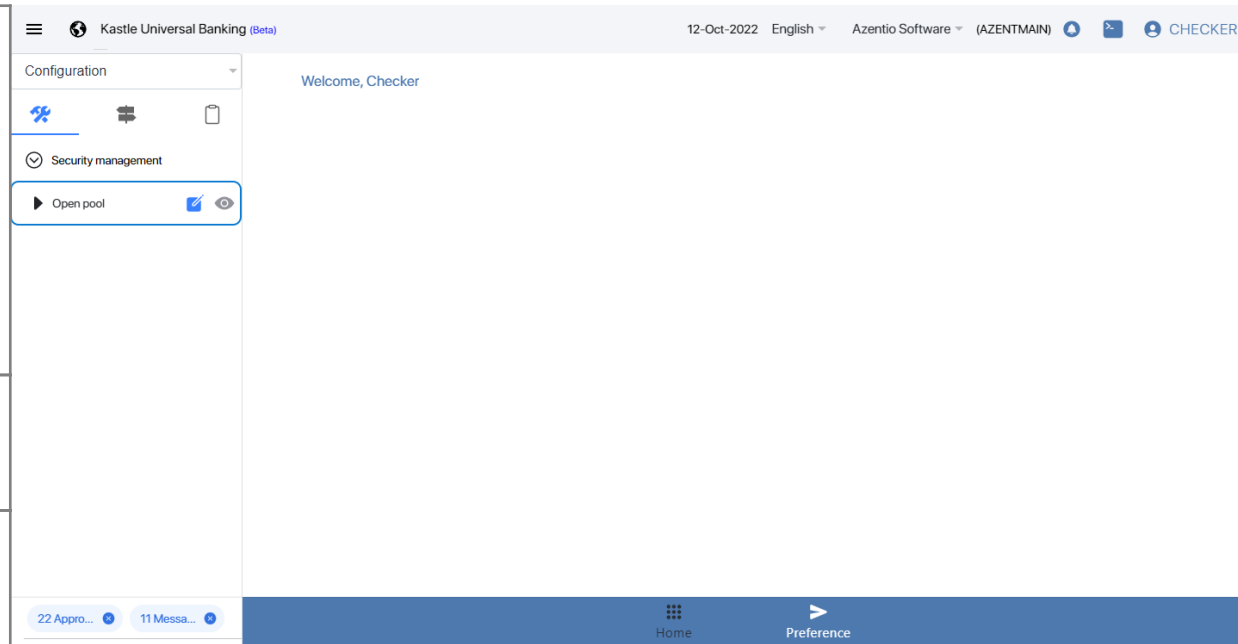 Kastle Universal Banking (Beta)
12-Oct-2022 English Azentio Software (AZENTMAIN) CHECKER
Configuration
Welcome, Checker
Security management
Open pool
22 Appro... 11 Messa...
Home Preference